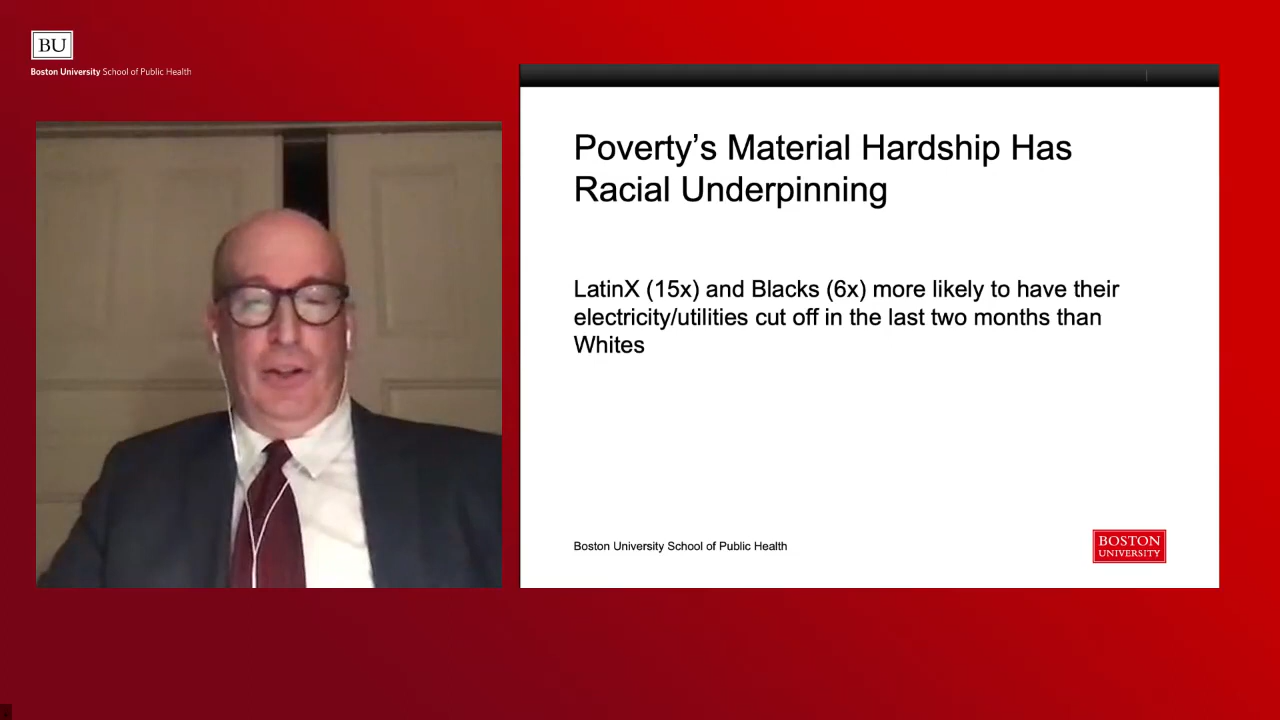 BU
Boston University School of Public Health
Poverty’s Material Hardship Has
Racial Underpinning
LatinX (15x) and Blacks (6x) more likely to have their
electricity/utilities cut off in the last two months than
Whites
Boston University School of Public Health
BOSTON
UNIVERSITY